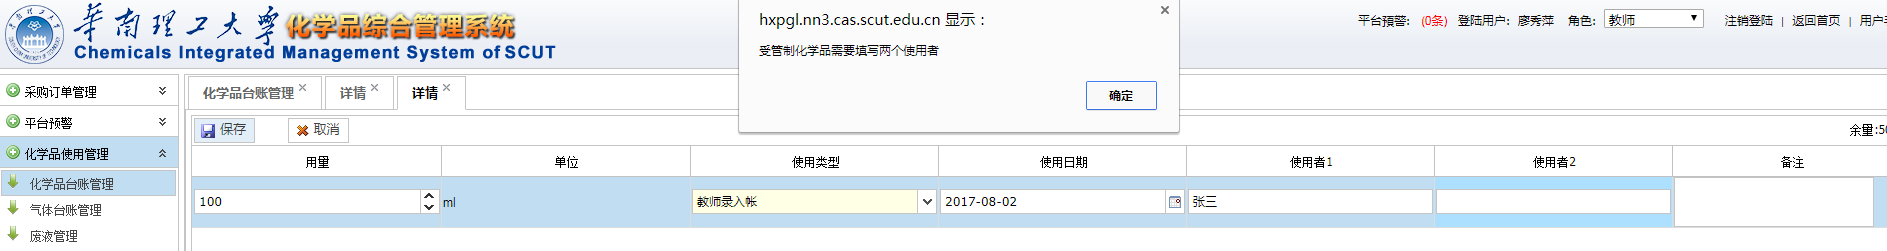 華南理工大學 化学品综合管理系统
Chemicals Integrated Management System of SCUT
hxpgl.nn3.cas.scut.edu.cn 显示：
受管制化学品需要填写两个使用者
确定
平台预警: (0条) 登陆用户: 廖秀萍 角色: 教师 注销登陆 | 返回首页 | 用户
采购订单管理
平台预警
化学品使用管理
化学品台账管理
气体台账管理
废液管理
化学品台账管理 详情 详情
保存 取消
余量:50
用量 单位 使用类型 使用日期 使用者1 使用者2 备注
100 ml 教师录入帐 2017-08-02 张三